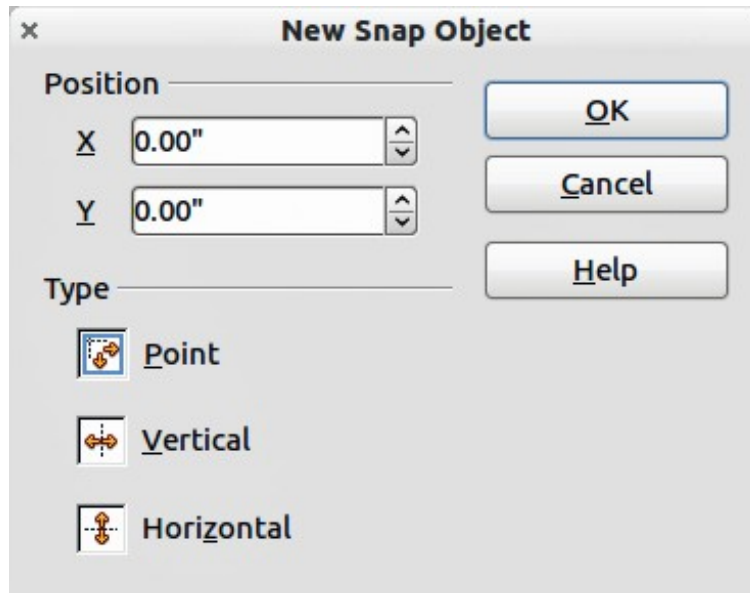 New Snap Object
Position
X 0.00"
Y 0.00"
OK
Cancel
Help
Type
Point
Vertical
Horizontal